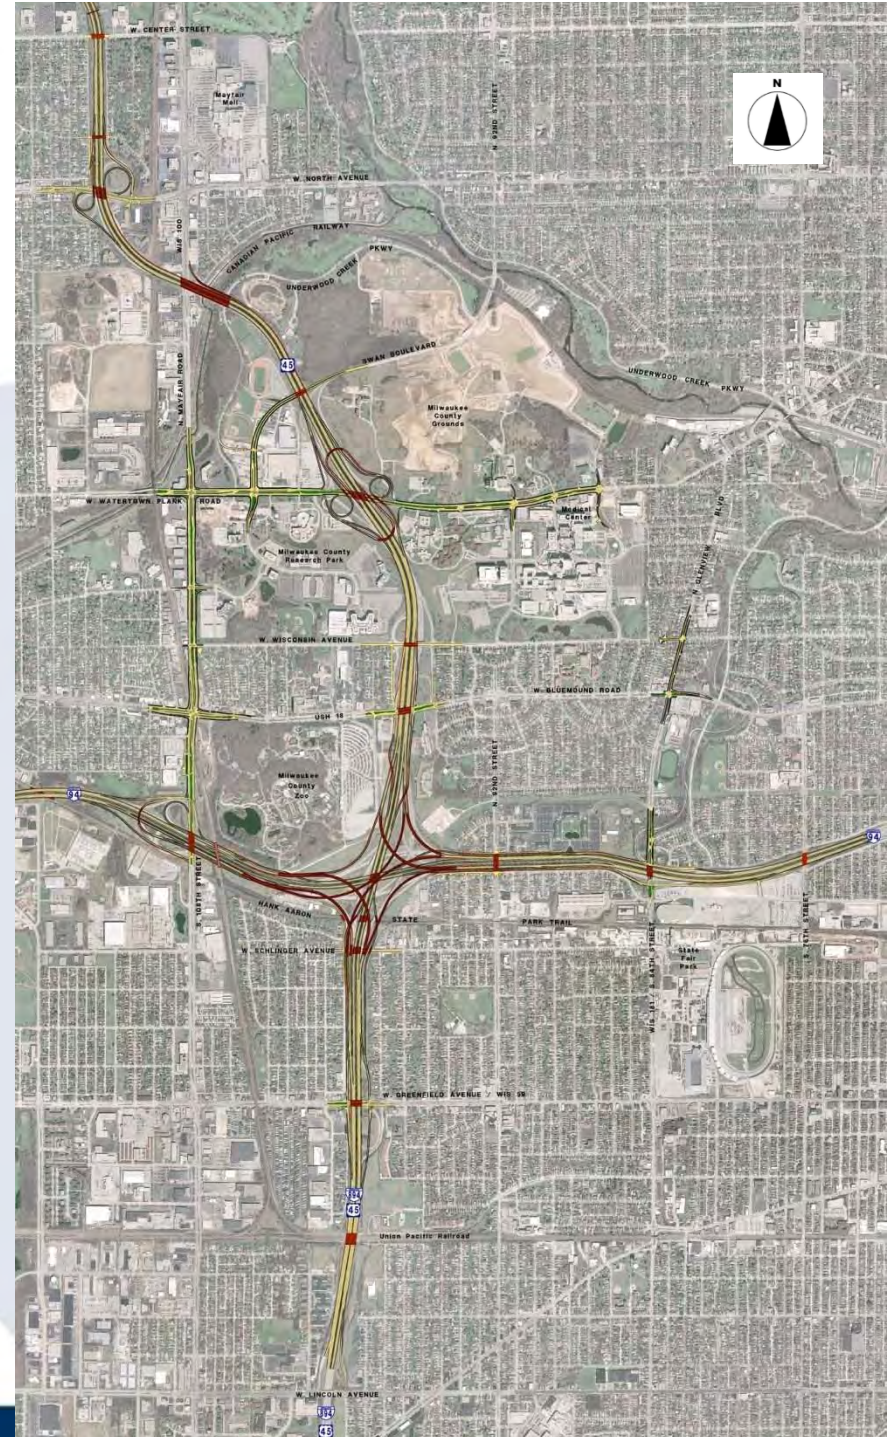 W. CENTER STREET
Mayfair
Mall
N
N. 92ND STREET
W. NORTH AVENUE
WIS 100
CANADIAN PACIFIC RAILWAY
UNDERWOOD CREEK PKWY
45
SWAN BOULEVARD
N. MAYFAIR ROAD
UNDERWOOD CREEK PKWY
Milwaukee
County
Grounds
W. WATERTOWN PLANK ROAD
Medical
Center
N GLENVIEW BLVD
Milwaukee County
Research Park
W. WISCONSIN AVENUE
W. BLUEMOUND ROAD
USH 18
N. 92ND STREET
Milwaukee
County
Zoo
94
94
S. 108TH STREET
HANK AARON STATE PARK TRAIL
W. SCHLINGER AVENUE
State
Fair
Park
S. 76TH STREET
WIS 181 / S. 84TH STREET
W. GREENFIELD AVENUE / WIS 59
894
45
Union Pacific Railroad
W. LINCOLN AVENUE
894
45